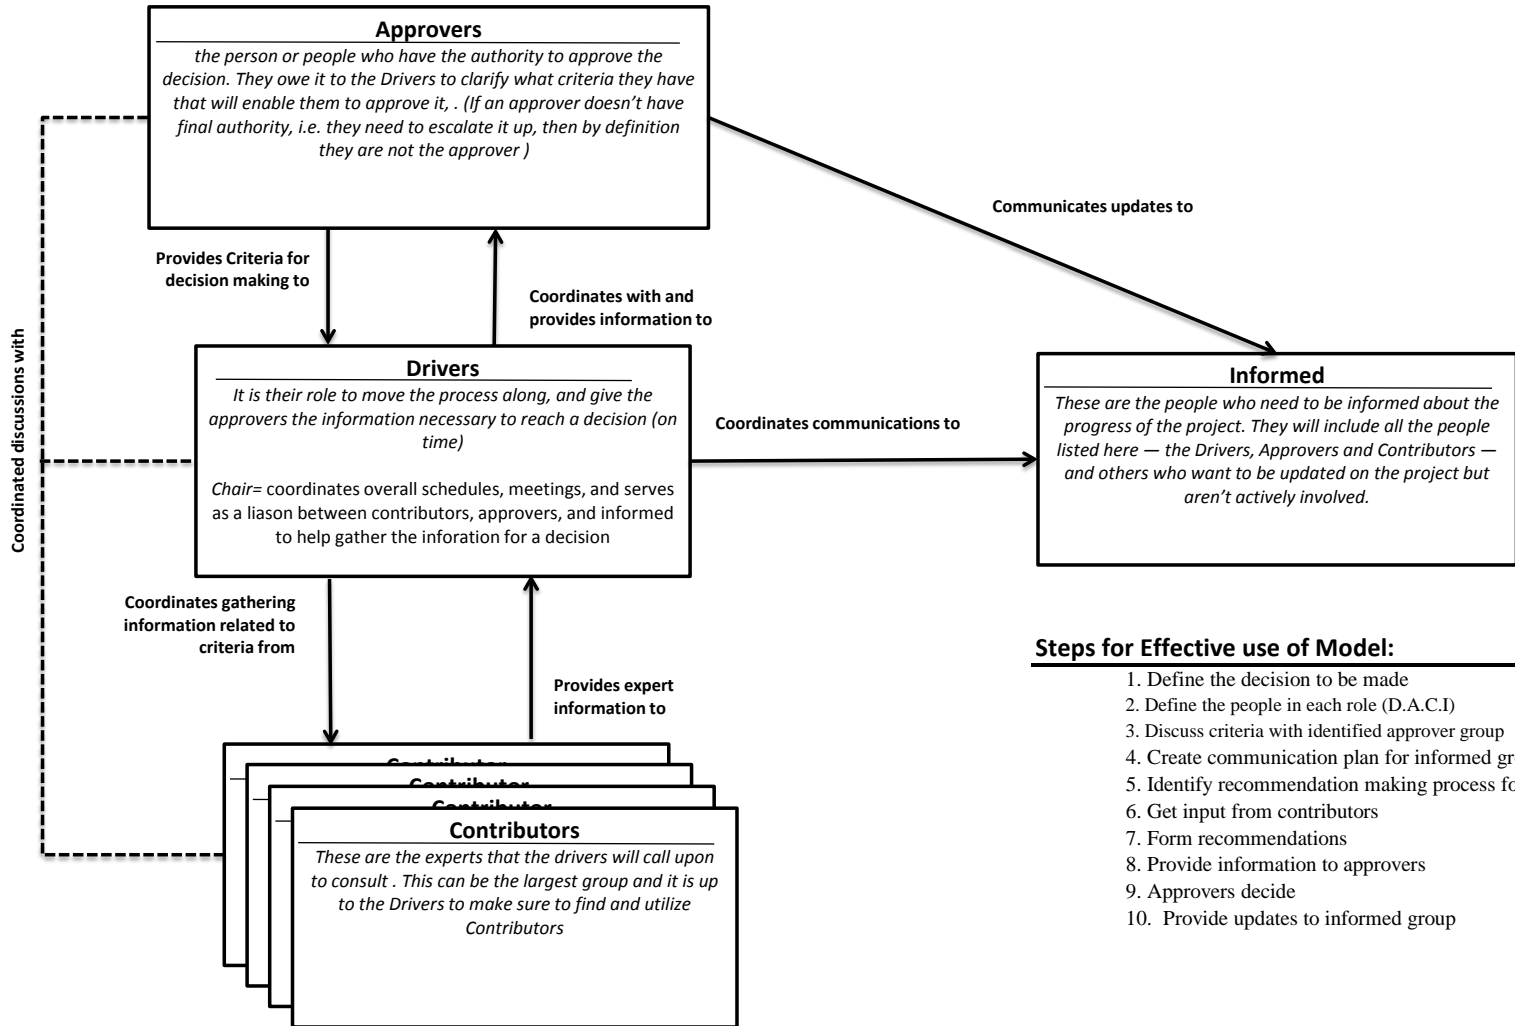 Approvers
the person or people who have the authority to approve the
decision. They owe it to the Drivers to clarify what criteria they have
that will enable them to approve it, . (If an approver doesn’t have
final authority, i.e. they need to escalate it up, then by definition
they are not the approver )
Communicates updates to
Provides Criteria for
decision making to
Coordinates with and
provides information to
Coordinated discussions with
Drivers
It is their role to move the process along, and give the
approvers the information necessary to reach a decision (on
time)
Chair= coordinates overall schedules, meetings, and serves
as a liason between contributors, approvers, and informed
to help gather the inforation for a decision
Coordinates communications to
Informed
These are the people who need to be informed about the
progress of the project. They will include all the people
listed here — the Drivers, Approvers and Contributors —
and others who want to be updated on the project but
aren’t actively involved.
Coordinates gathering
information related to
criteria from
Provides expert
information to
Contributor
Contributor
Contributor
Contributors
These are the experts that the drivers will call upon
to consult . This can be the largest group and it is up
to the Drivers to make sure to find and utilize
Contributors
Steps for Effective use of Model:
1. Define the decision to be made
2. Define the people in each role (D.A.C.I)
3. Discuss criteria with identified approver group
4. Create communication plan for informed gr
5. Identify recommendation making process fo
6. Get input from contributors
7. Form recommendations
8. Provide information to approvers
9. Approvers decide
10. Provide updates to informed group